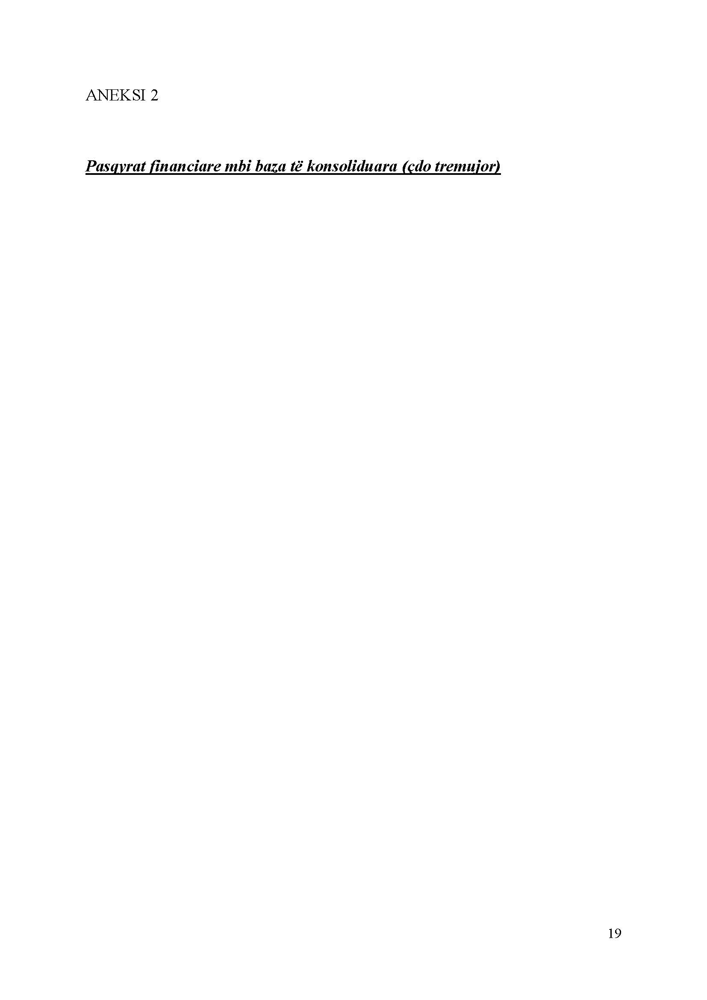 ANEKSI 2
Pasqyrat financiare mbi baza të konsoliduara (çdo tremujor)
19